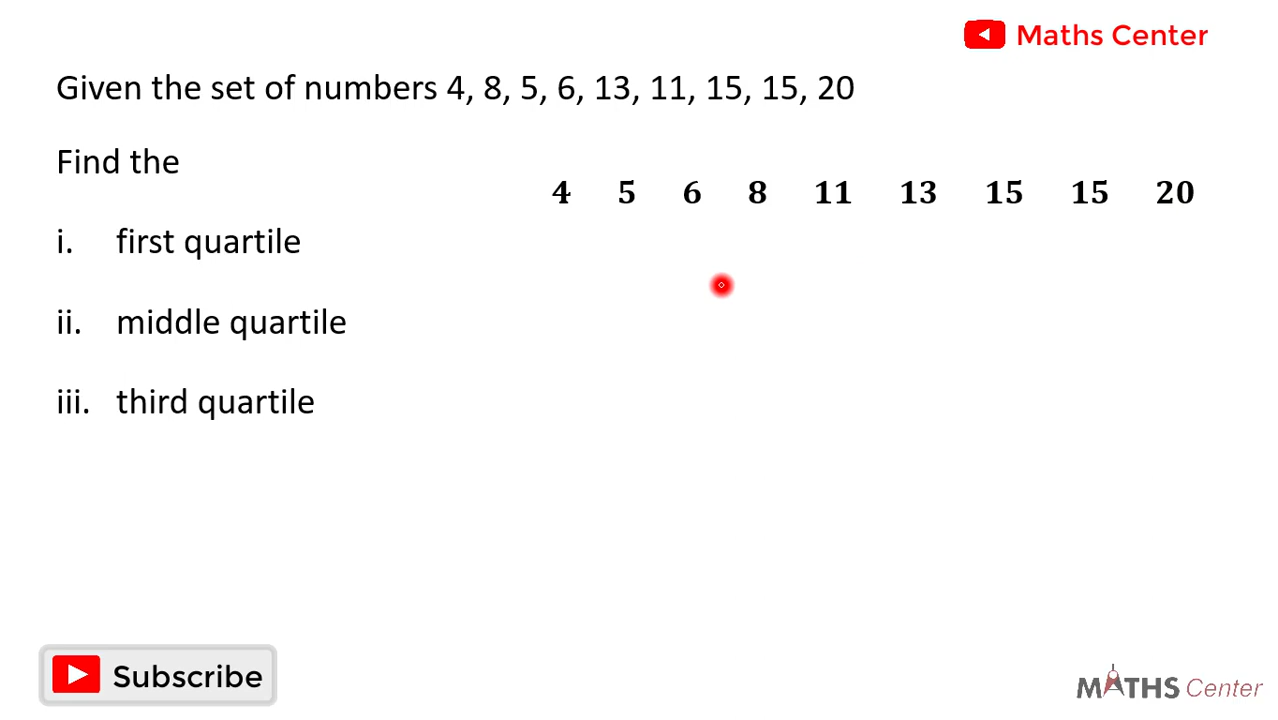 Maths Center
Given the set of numbers 4, 8, 5, 6, 13, 11, 15, 15, 20
Find the
4 5 6 8 11 13 15 15 20
i. first quartile
ii. middle quartile
iii. third quartile
Subscribe
MATHS Center